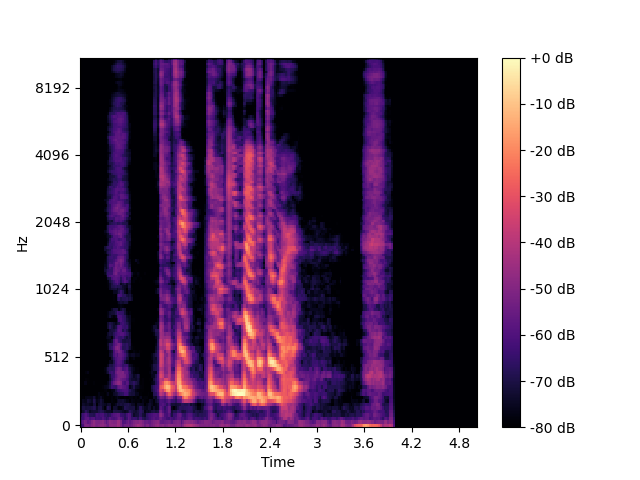 8192
4096
2048
1024
512
0
Hz
0 0.6 1.2 1.8 2.4 3 3.6 4.2 4.8
Time
+0 dB
-10 dB
-20 dB
-30 dB
-40 dB
-50 dB
-60 dB
-70 dB
-80 dB